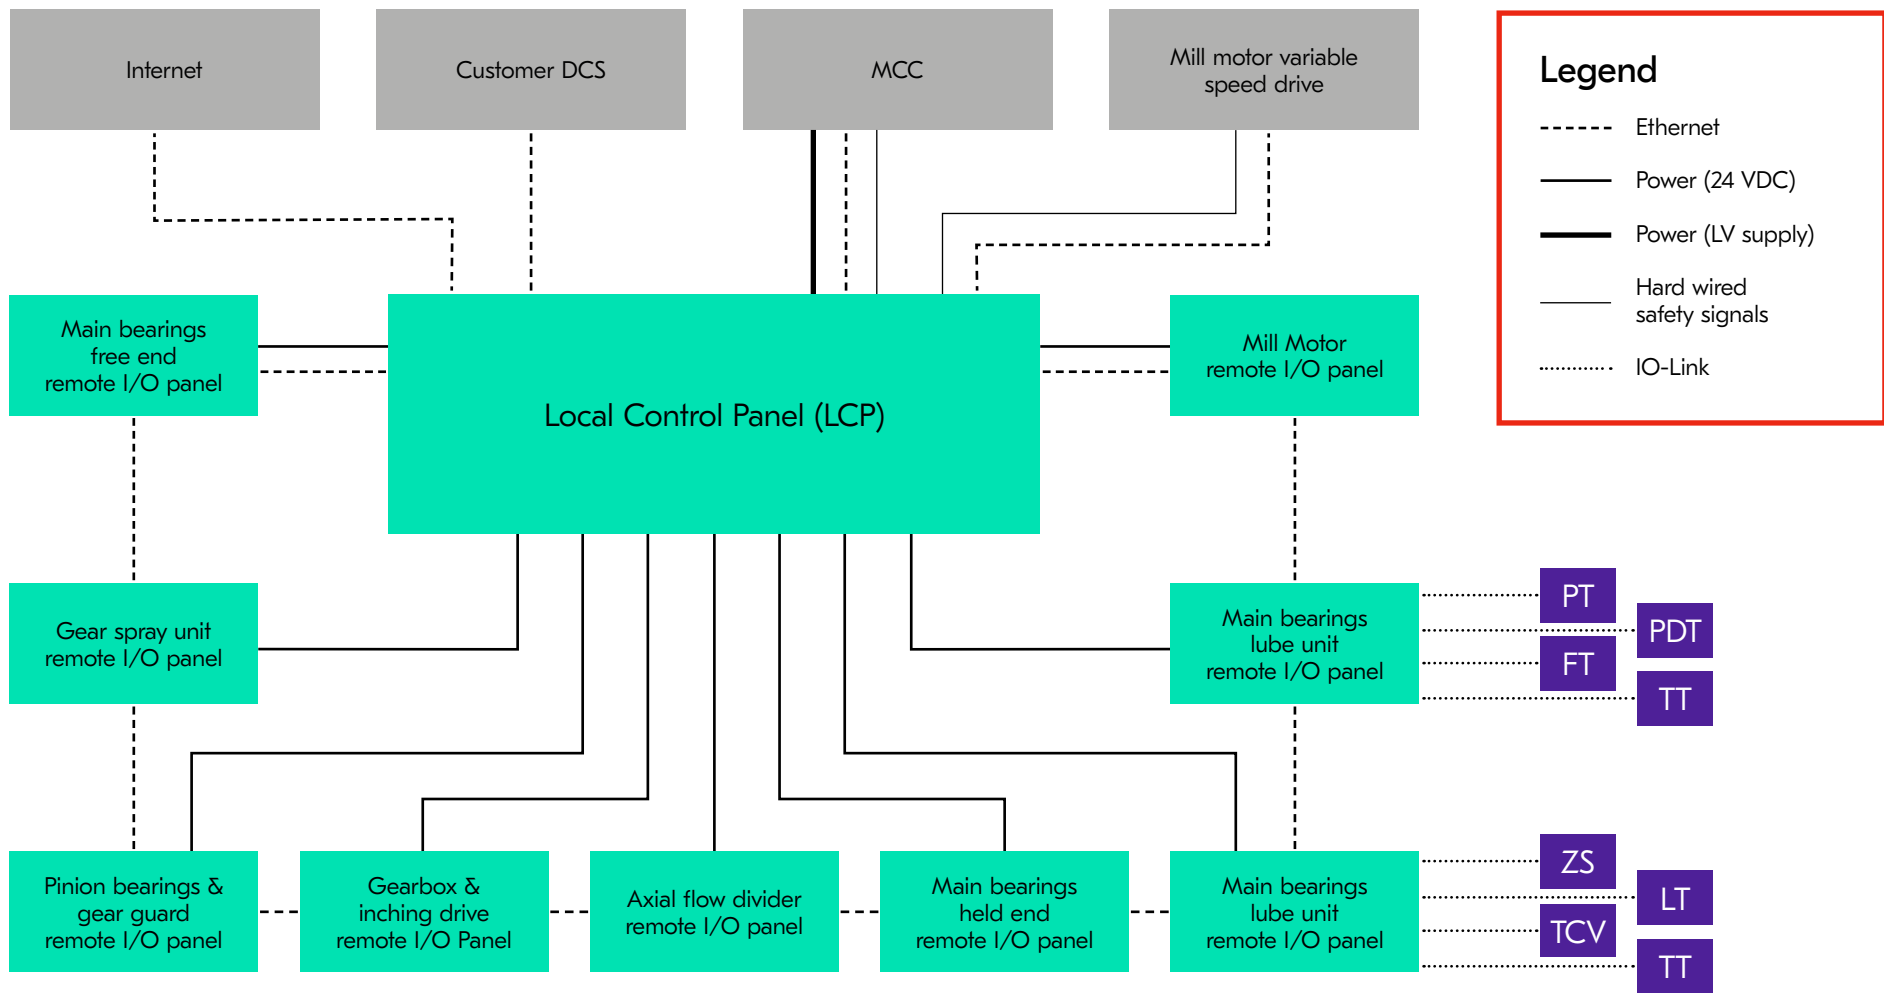 Internet
Customer DCS
MCC
Mill motor variable
speed drive
Legend
Ethernet
Power (24 VDC)
Power (LV supply)
Hard wired
safety signals
IO-Link
Main bearings
free end
remote I/O panel
Local Control Panel (LCP)
Mill Motor
remote I/O panel
Gear spray unit
remote I/O panel
Main bearings
lube unit
remote I/O panel
PT
PDT
FT
TT
Pinion bearings &
gear guard
remote I/O panel
Gearbox &
inching drive
remote I/O Panel
Axial flow divider
remote I/O panel
Main bearings
held end
remote I/O panel
Main bearings
lube unit
remote I/O panel
ZS
LT
TCV
TT